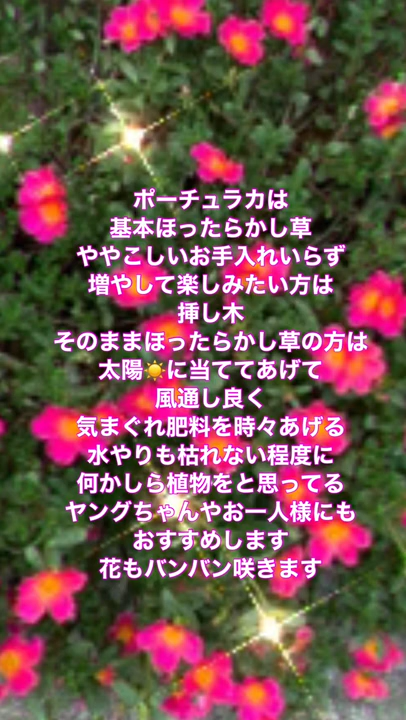 ポーチュラカは
基本ほったらかし草
ややこしいお手入れいらず
増やして楽しみたい方は
挿し木
そのままほったらかし草の方は
太陽☀️に当ててあげて
風通し良く
気まぐれ肥料を時々あげる
水やりも枯れない程度に
何かしら植物をと思ってる
ヤングちゃんやお一人様にも
おすすめします
花もバンバン咲きます